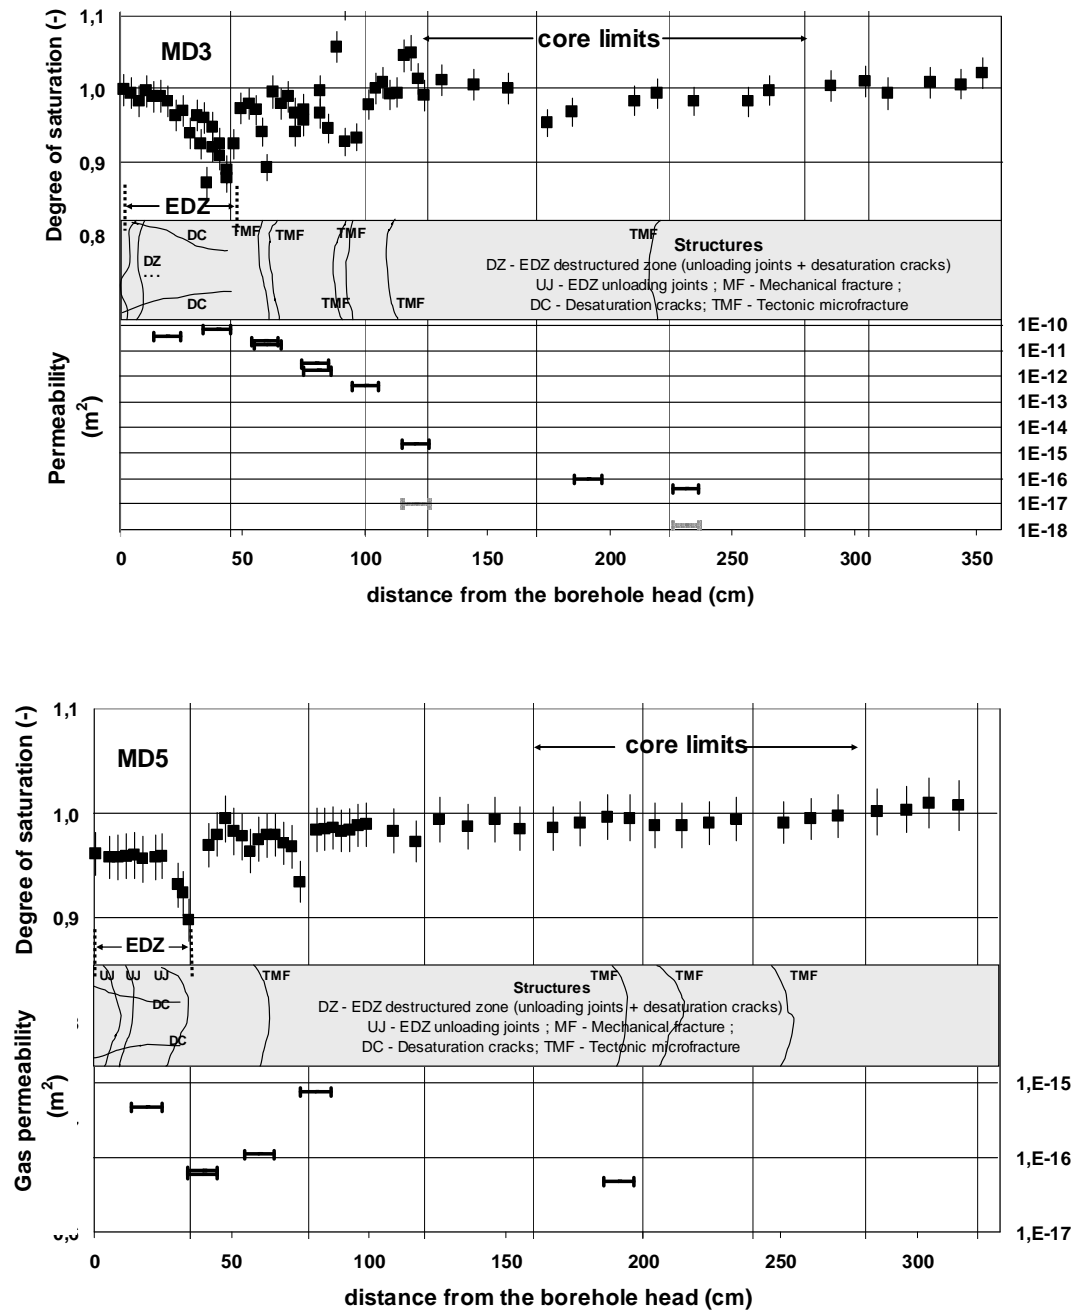 1,1
1,0
0,9
0,8
Degree of saturation (-)
MD3
core limits
EDZ
DC
TMF
TMF
TMF
TMF
DZ
...
DC
TMF
TMF
Structures
DZ - EDZ destructured zone (unloading joints + desaturation cracks)
UJ - EDZ unloading joints ; MF - Mechanical fracture ;
DC - Desaturation cracks; TMF - Tectonic microfracture
Permeability
(m2)
1E-10
1E-11
1E-12
1E-13
1E-14
1E-15
1E-16
1E-17
1E-18
0 50 100 150 200 250 300 350
distance from the borehole head (cm)
1,1
1,0
0,9
Degree of saturation (-)
MD5
core limits
EDZ
UJ UJ UJ TMF TMF TMF TMF
DC
DC
Structures
DZ - EDZ destructured zone (unloading joints + desaturation cracks)
UJ - EDZ unloading joints ; MF - Mechanical fracture ;
DC - Desaturation cracks; TMF - Tectonic microfracture
Gas permeability
(m2)
1,E-15
1,E-16
1,E-17
0 50 100 150 200 250 300
distance from the borehole head (cm)